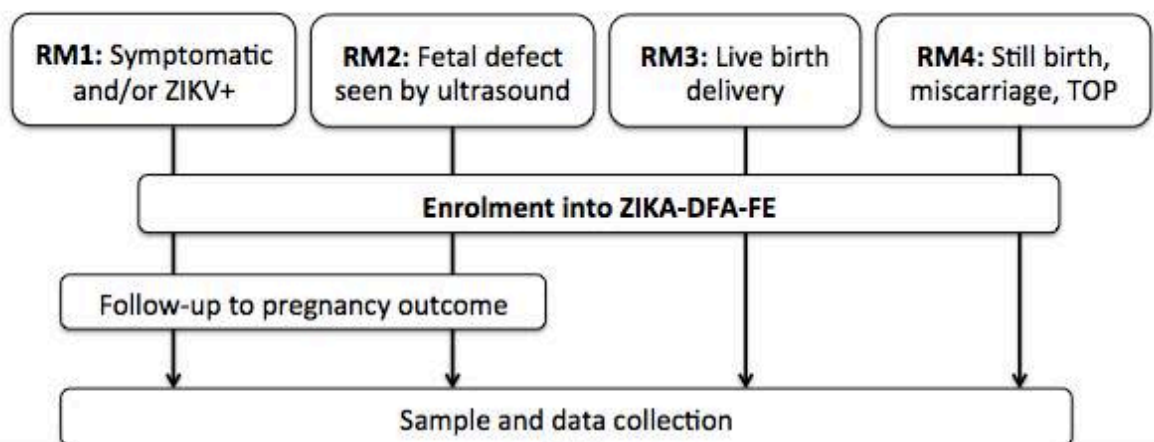 RM1: Symptomatic
and/or ZIKV+
RM2: Fetal defect
seen by ultrasound
RM3: Live birth
delivery
RM4: Still birth,
miscarriage, TOP
Enrolment into ZIKA-DFA-FE
Follow-up to pregnancy outcome
Sample and data collection